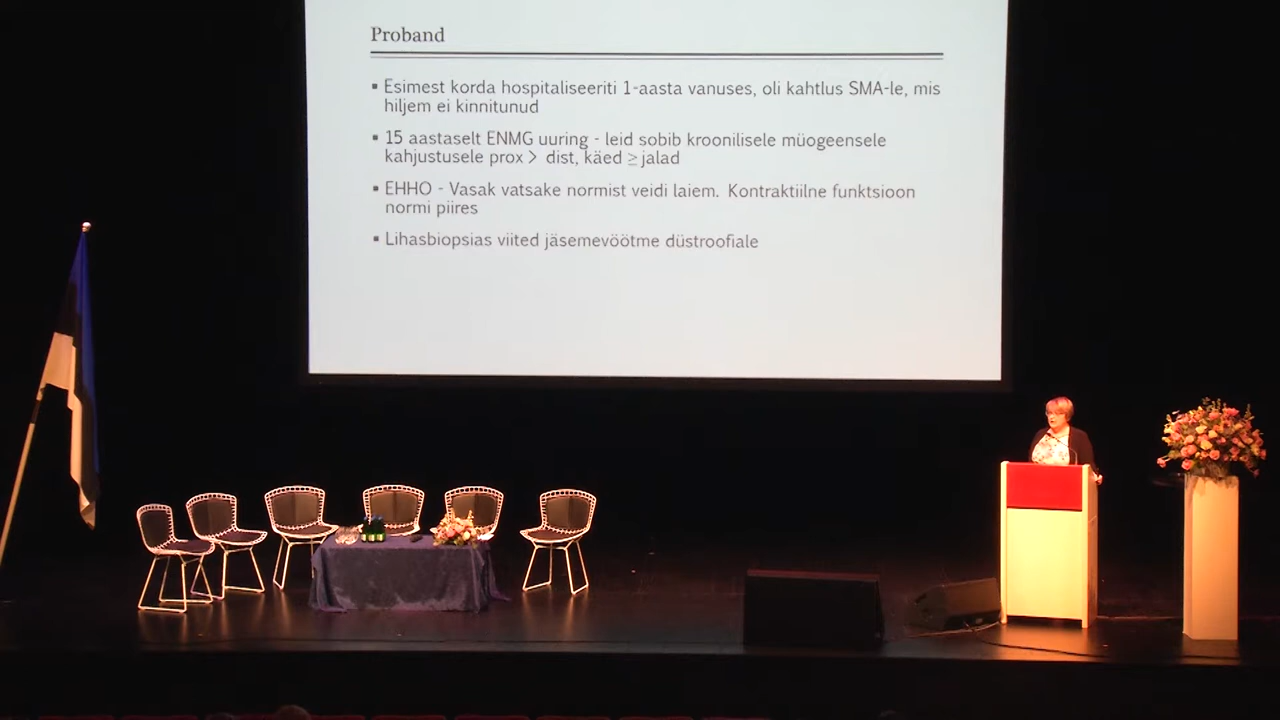 Proband
▪ Esimest korda hospitaliseeriti 1-aasta vanuses, oli kahtlus SMA-le, mis
hiljem ei kinnitunud
▪ 15 aastaselt ENMG uuring - leid sobib kroonilisele müogeensele
kahjustusele prox > dist, käed ≥ jalad
▪ EHHO - Vasak vatsake normist veidi laiem. Kontraktiilne funktsioon
normi piires
▪ Lihasbiopsias viited jäsemevöötme düstroofiale